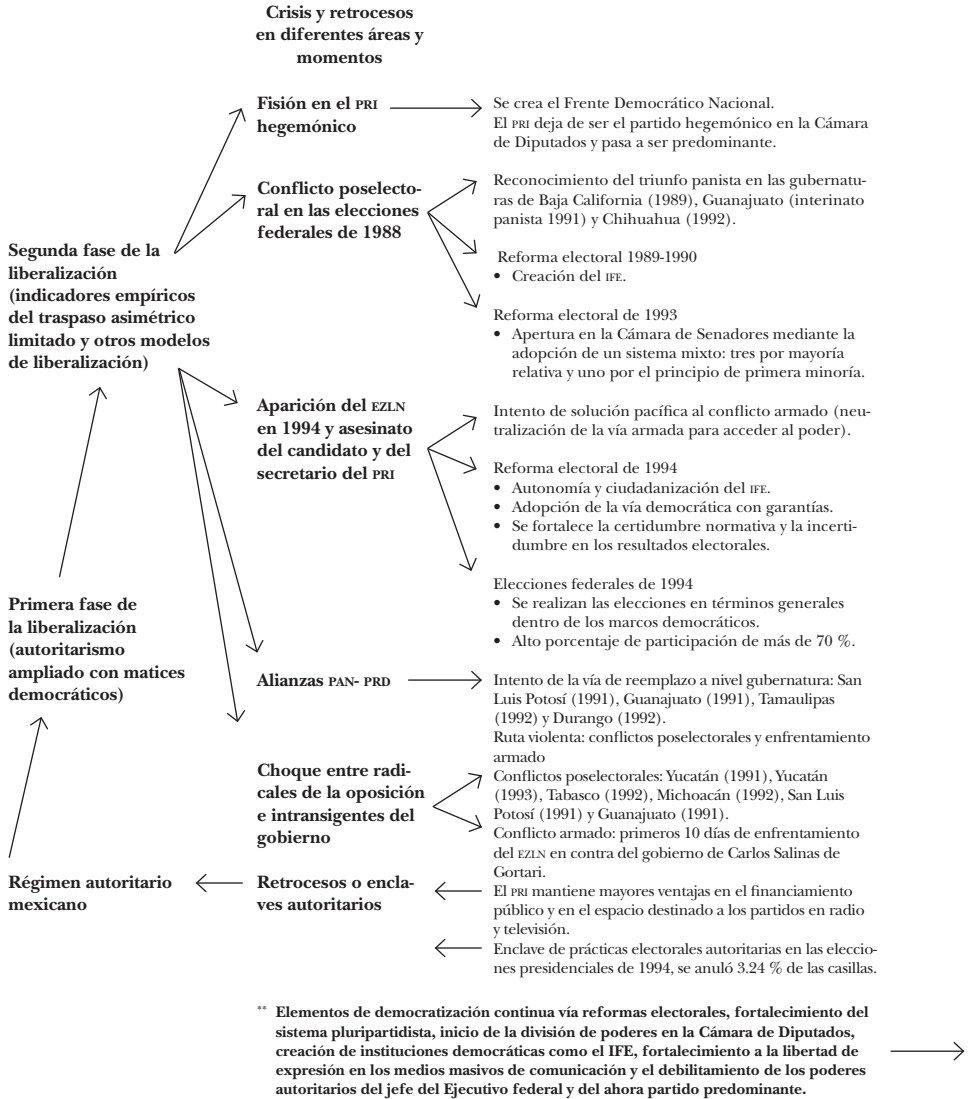 Crisis y retrocesos
en diferentes áreas y
momentos
Fisión en el PRI
hegemónico
Se crea el Frente Democrático Nacional.
El PRI deja de ser el partido hegemónico en la Cámara
de Diputados y pasa a ser predominante.
Conflicto poselecto-
ral en las elecciones
federales de 1988
Reconocimiento del triunfo panista en las gubernatu-
ras de Baja California (1989), Guanajuato (interinato
panista 1991) y Chihuahua (1992).
Reforma electoral 1989-1990
• Creación del IFE.
Reforma electoral de 1993
• Apertura en la Cámara de Senadores mediante la
adopción de un sistema mixto: tres por mayoría
relativa y uno por el principio de primera minoría.
Segunda fase de la
liberalización
(indicadores empíricos
del traspaso asimétrico
limitado y otros modelos
de liberalización)
Aparición del EZLN
en 1994 y asesinato
del candidato y del
secretario del PRI
Intento de solución pacífica al conflicto armado (neu-
tralización de la vía armada para acceder al poder).
Reforma electoral de 1994
• Autonomía y ciudadanización del IFE.
• Adopción de la vía democrática con garantías.
• Se fortalece la certidumbre normativa y la incerti-
dumbre en los resultados electorales.
Elecciones federales de 1994
• Se realizan las elecciones en términos generales
dentro de los marcos democráticos.
• Alto porcentaje de participación de más de 70 %.
Primera fase de
la liberalización
(autoritarismo
ampliado con matices
democráticos)
Alianzas PAN- PRD
Intento de la vía de reemplazo a nivel gubernatura: San
Luis Potosí (1991), Guanajuato (1991), Tamaulipas
(1992) y Durango (1992).
Ruta violenta: conflictos poselectorales y enfrentamiento
armado
Choque entre radi-
cales de la oposición
e intransigentes del
gobierno
Conflictos poselectorales: Yucatán (1991), Yucatán
(1993), Tabasco (1992), Michoacán (1992), San Luis
Potosí (1991) y Guanajuato (1991).
Conflicto armado: primeros 10 días de enfrentamiento
del EZLN en contra del gobierno de Carlos Salinas de
Gortari.
Régimen autoritario
mexicano
Retrocesos o encla-
ves autoritarios
El PRI mantiene mayores ventajas en el financiamiento
público y en el espacio destinado a los partidos en radio
y televisión.
Enclave de prácticas electorales autoritarias en las eleccio-
nes presidenciales de 1994, se anuló 3.24 % de las casillas.
** Elementos de democratización continua vía reformas electorales, fortalecimiento del
sistema pluripartidista, inicio de la división de poderes en la Cámara de Diputados,
creación de instituciones democráticas como el IFE, fortalecimiento a la libertad de
expresión en los medios masivos de comunicación y el debilitamiento de los poderes
autoritarios del jefe del Ejecutivo federal y del ahora partido predominante.